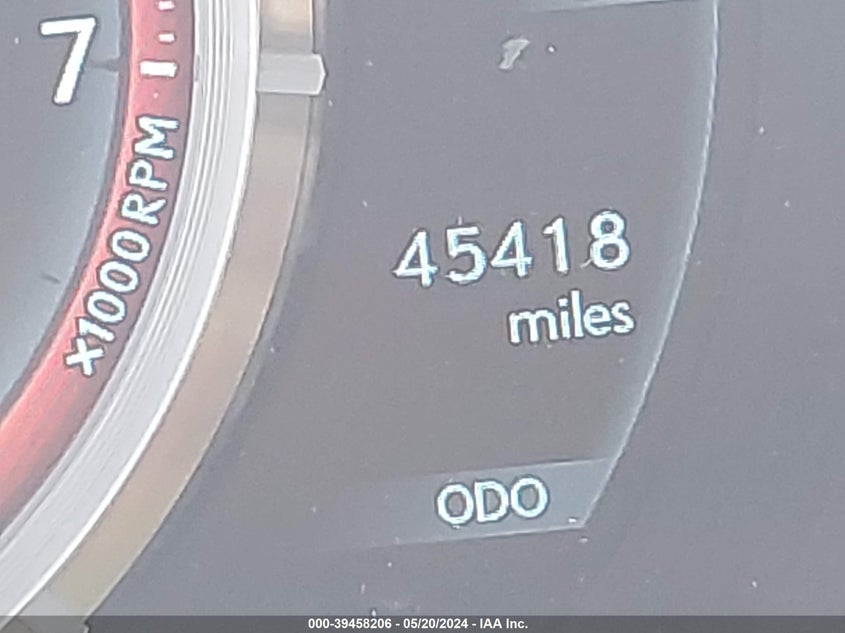 7
x1000RPM
45418
miles
ODO
000-39458206 - 05/20/2024 - IAA Inc.